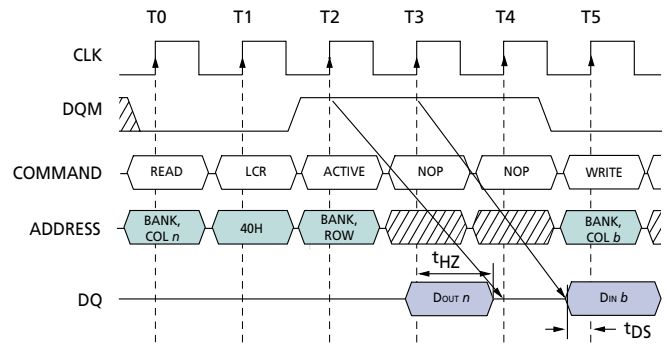 T0 T1 T2 T3 T4 T5
CLK
DQM
COMMAND READ LCR ACTIVE NOP NOP WRITE
ADDRESS BANK, COL n 40H BANK, ROW BANK, COL b
tHZ
DQ DOUT n DIN b
tDS